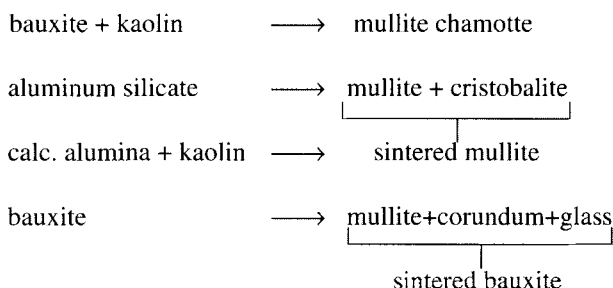 bauxite + kaolin ⟶ mullite chamotte
aluminum silicate ⟶ mullite + cristobalite
calc. alumina + kaolin ⟶ sintered mullite
bauxite ⟶ mullite+corundum+glass
sintered bauxite